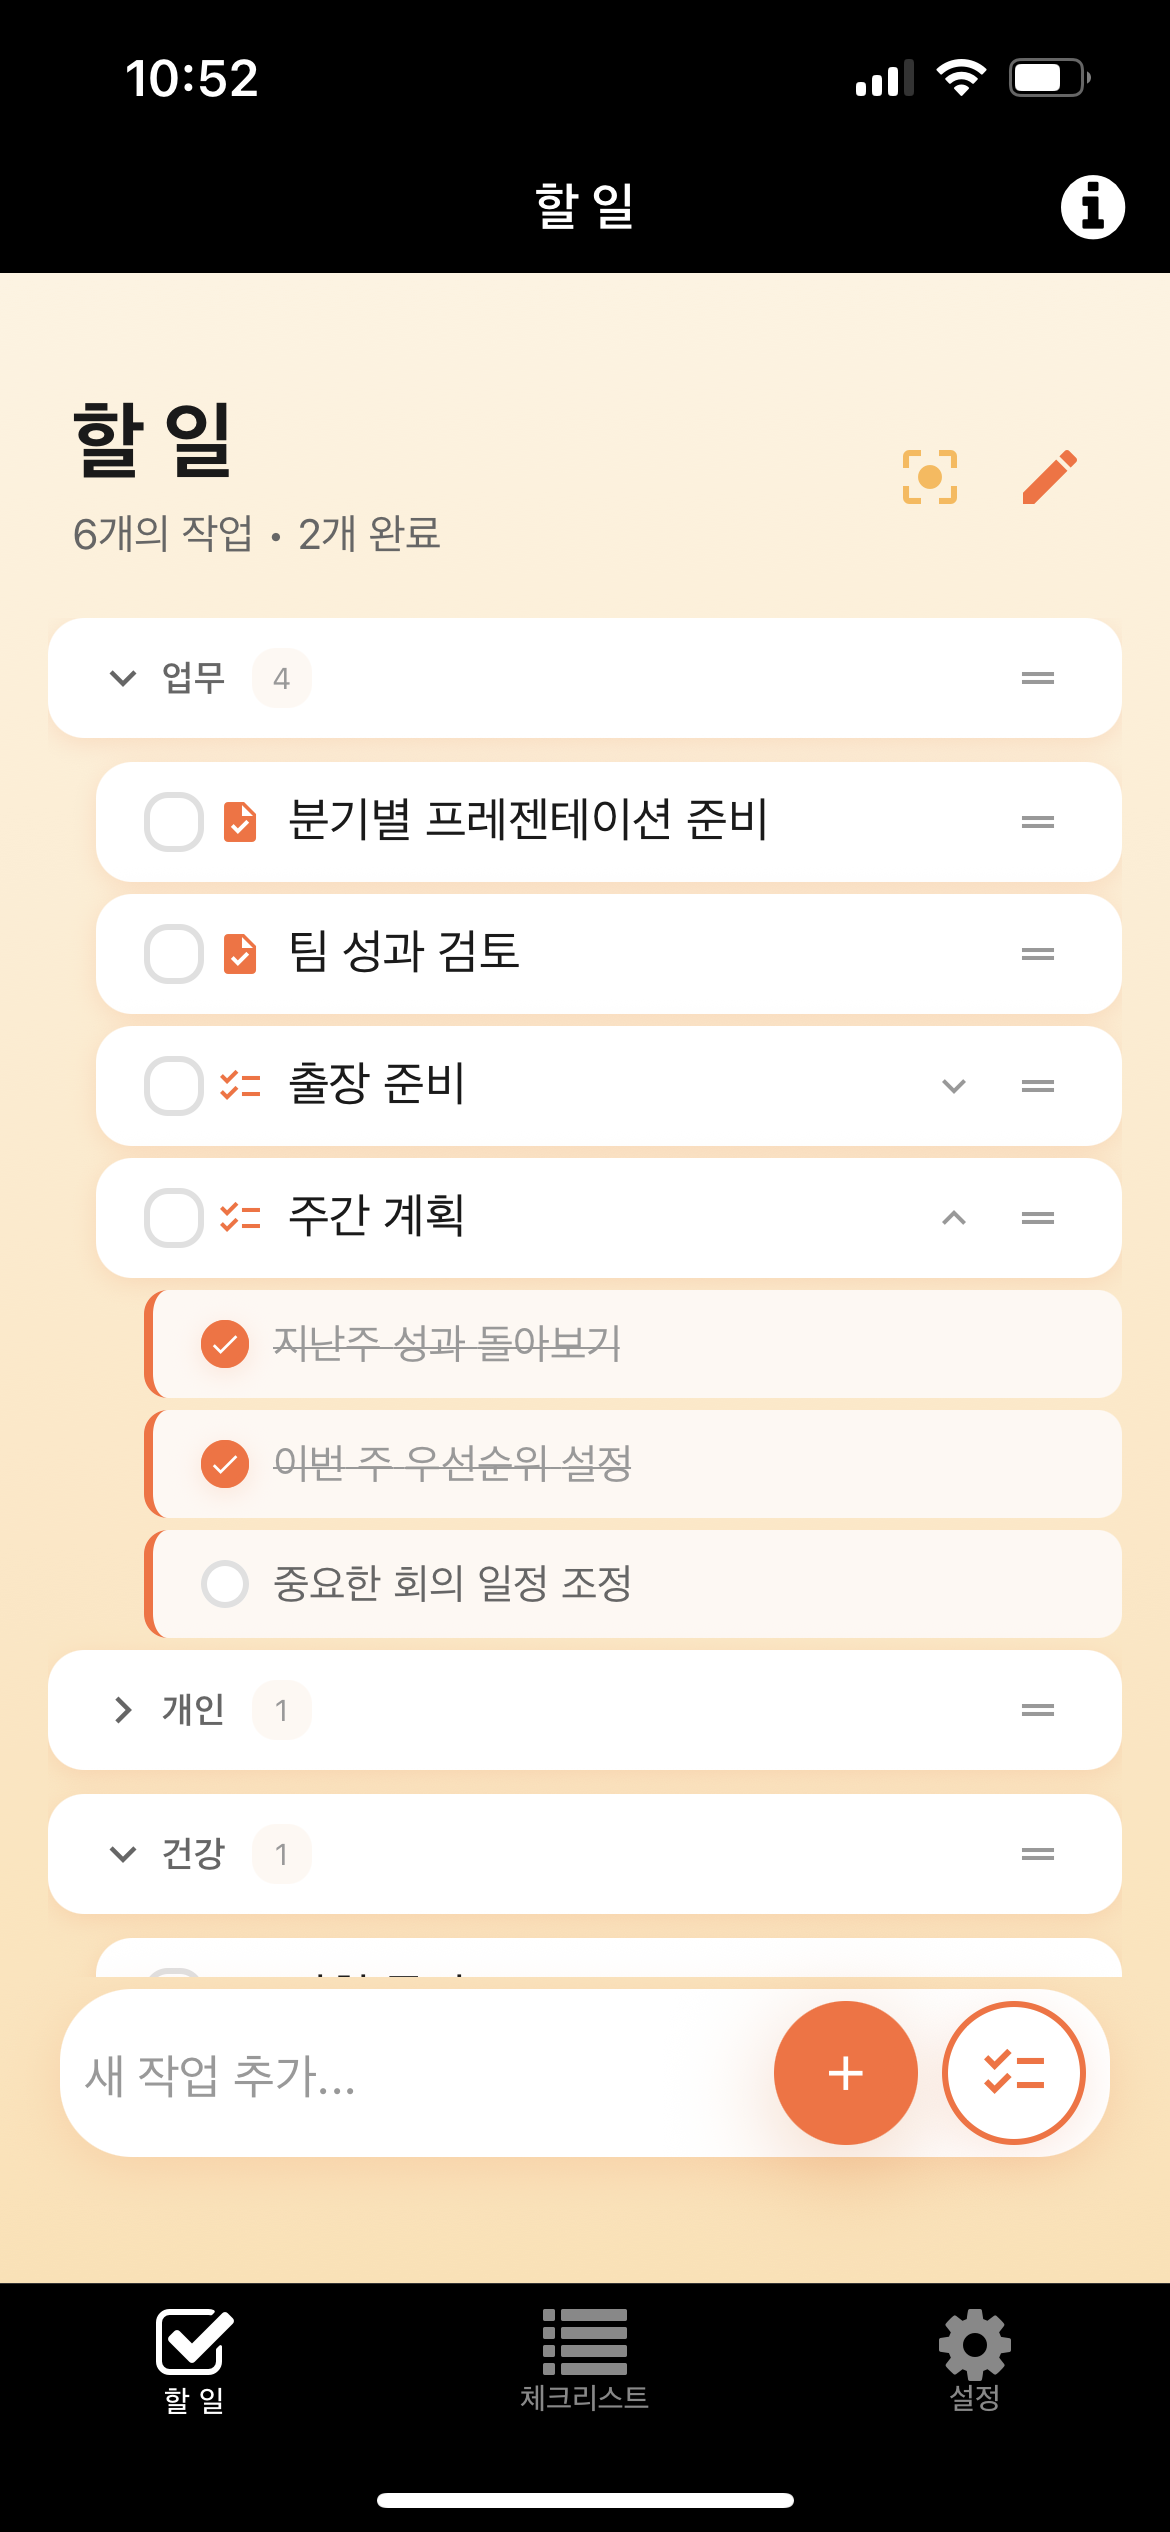 10:52
할 일
할 일
6개의 작업 • 2개 완료
업무 4
분기별 프레젠테이션 준비
팀 성과 검토
출장 준비
주간 계획
지난주 성과 돌아보기
이번 주 우선순위 설정
중요한 회의 일정 조정
개인 1
건강 1
새 작업 추가...
할 일
체크리스트
설정